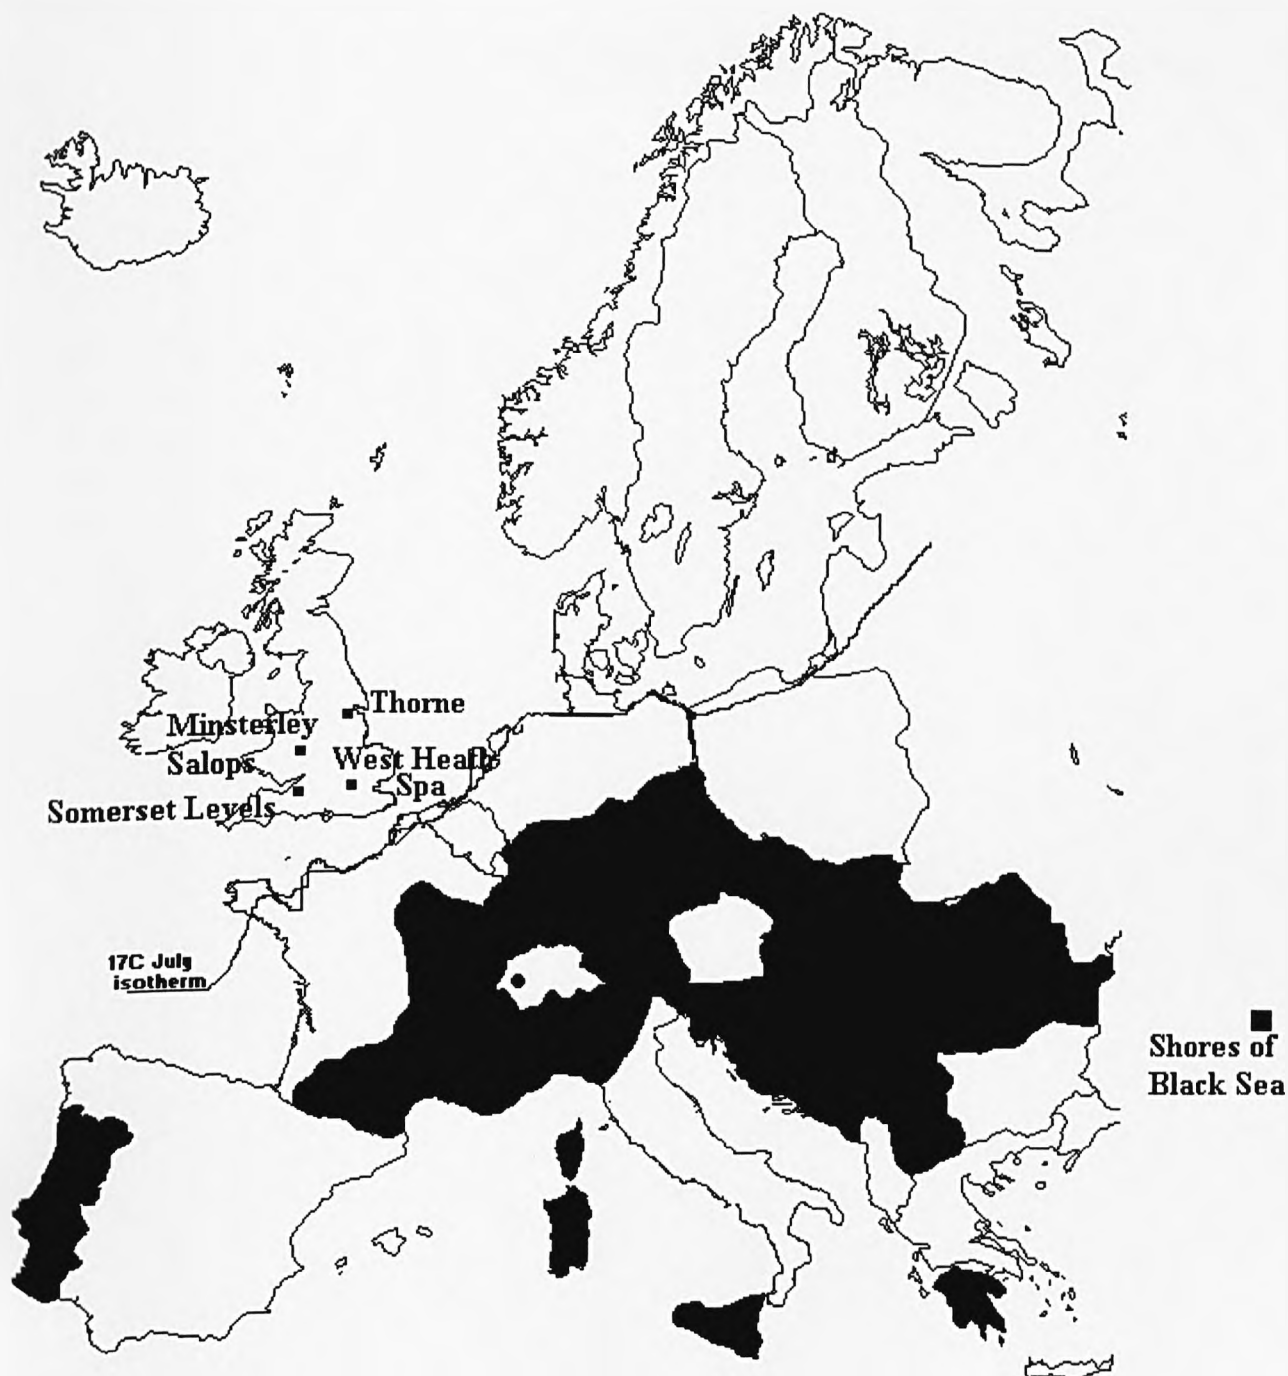 Thorne
Minsterley
Salops
West Heath
Spa
Somerset Levels
17C July
isotherm
Shores of
Black Sea